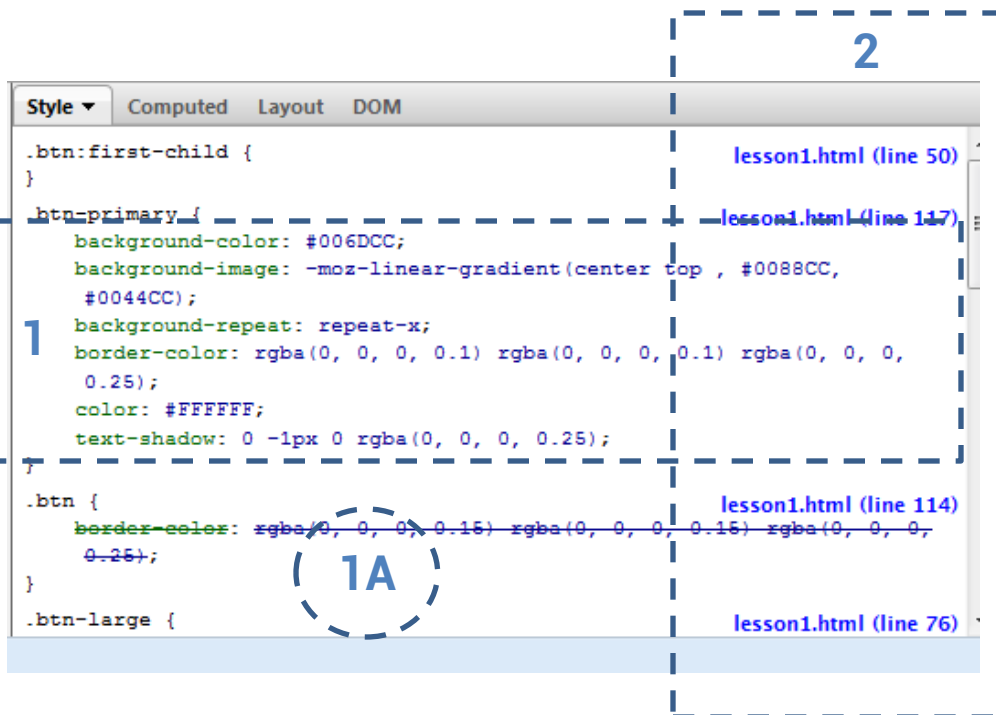 2
Style ▼ Computed Layout DOM
.btn:first-child { lesson1.html (line 50)
}
.btn-primary { lesson1.html (line 117)
background-color: #006DCC;
background-image: -moz-linear-gradient(center top , #0088CC,
#0044CC);
1 background-repeat: repeat-x;
border-color: rgba(0, 0, 0, 0.1) rgba(0, 0, 0, 0.1) rgba(0, 0, 0,
0.25);
color: #FFFFFF;
text-shadow: 0 -1px 0 rgba(0, 0, 0, 0.25);
}
.btn { lesson1.html (line 114)
border-color: rgba(0, 0, 0, 0.15) rgba(0, 0, 0, 0.15) rgba(0, 0, 0,
0.25);
1A
}
.btn-large { lesson1.html (line 76)